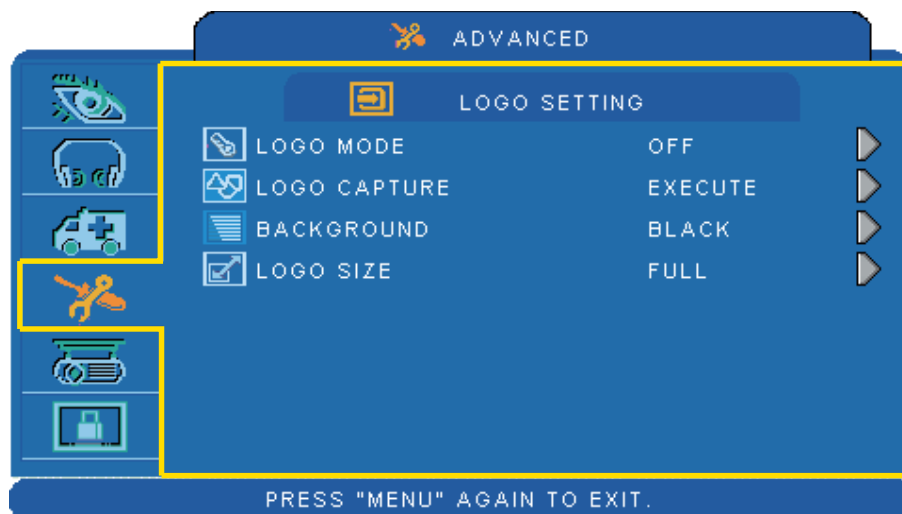 ADVANCED
LOGO SETTING
LOGO MODE OFF
LOGO CAPTURE EXECUTE
BACKGROUND BLACK
LOGO SIZE FULL
PRESS "MENU" AGAIN TO EXIT.